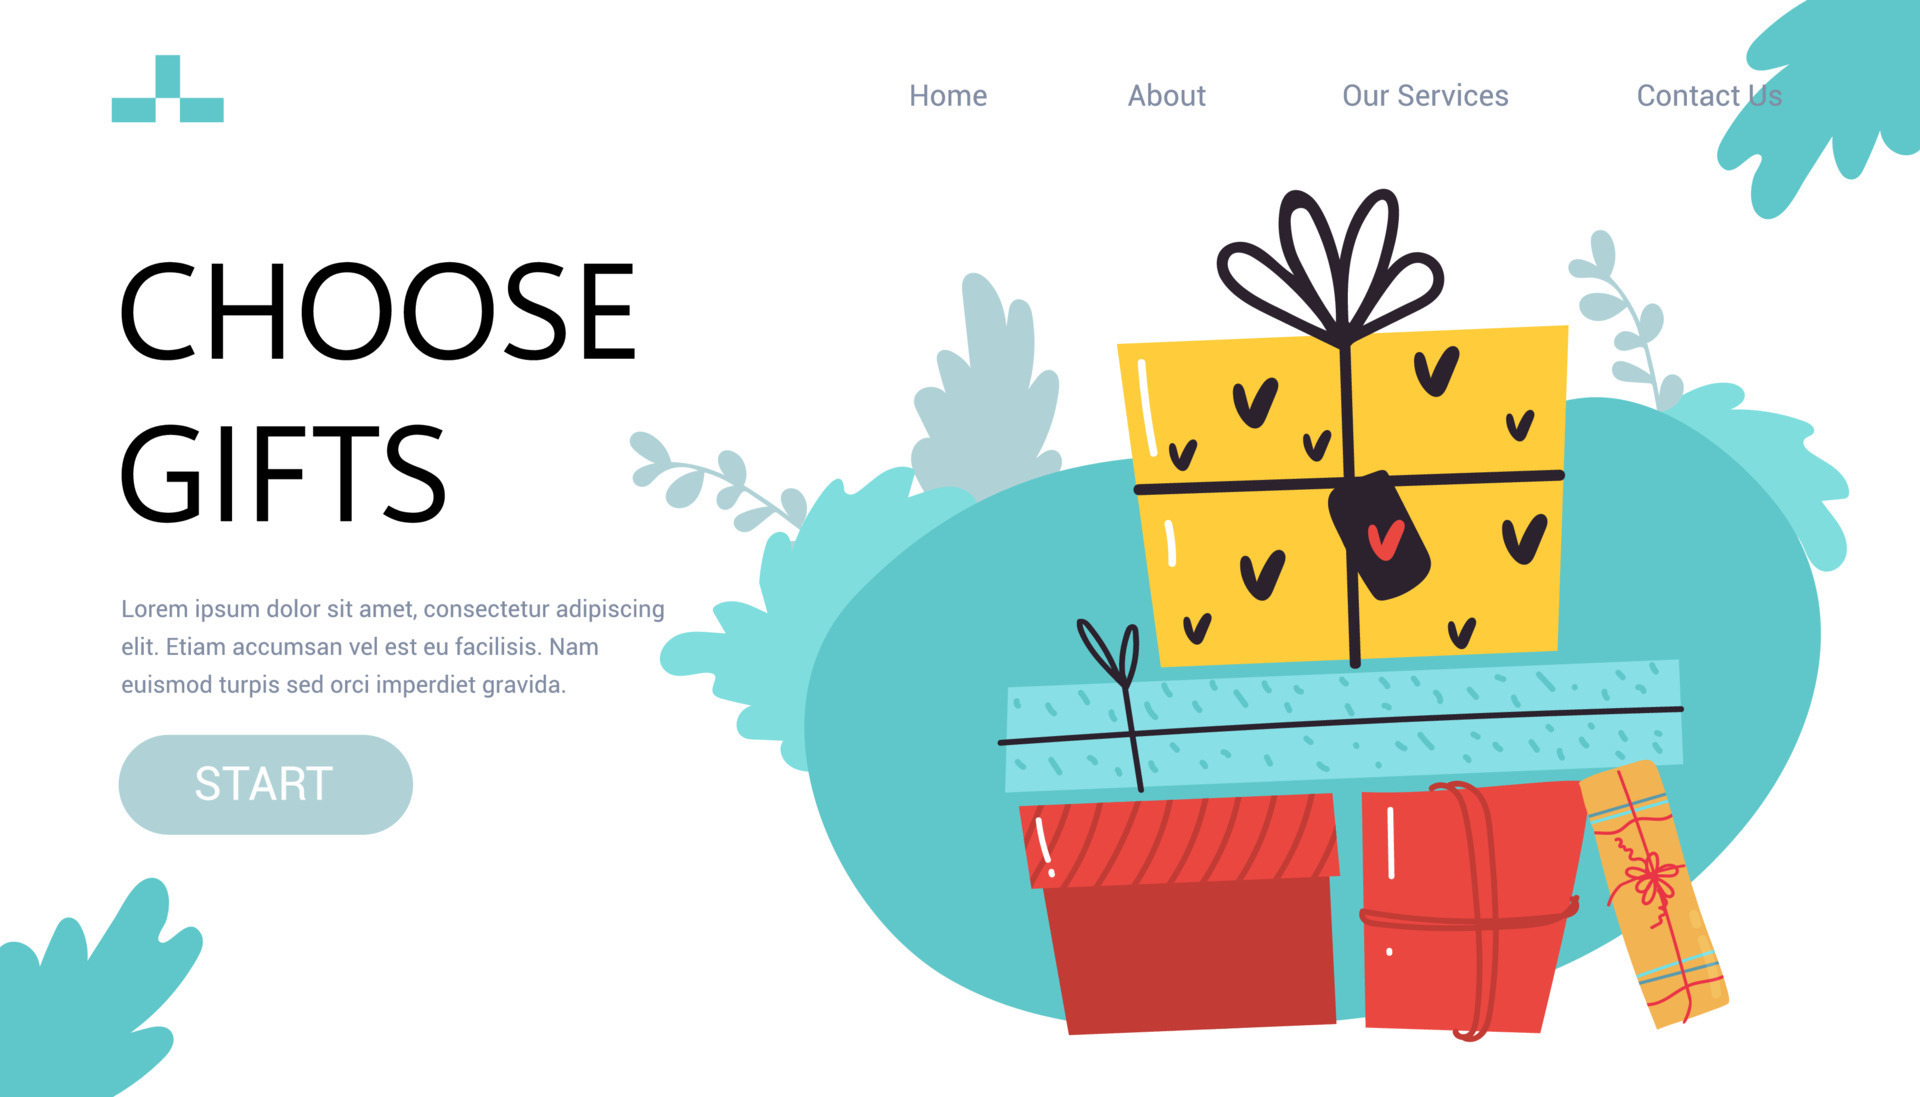 Home
About
Our Services
Contact Us
CHOOSE
GIFTS
Lorem ipsum dolor sit amet, consectetur adipiscing
elit. Etiam accumsan vel est eu facilisis. Nam
euismod turpis sed orci imperdiet gravida.
START